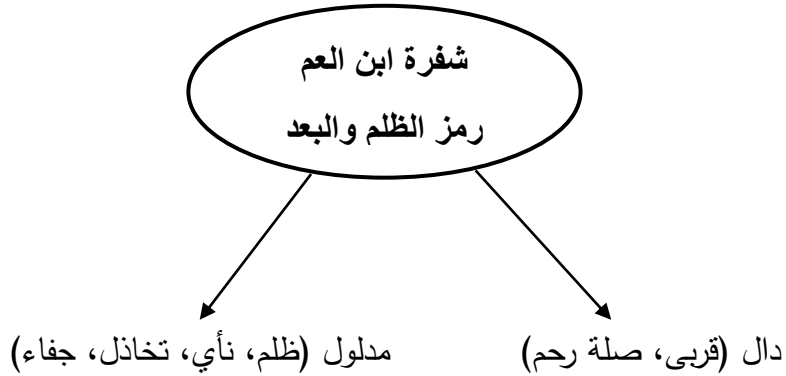 شفرة ابن العم
رمز الظلم والبعد
دال (قربى، صلة رحم)
مدلول (ظلم، نأي، تخاذل، جفاء)